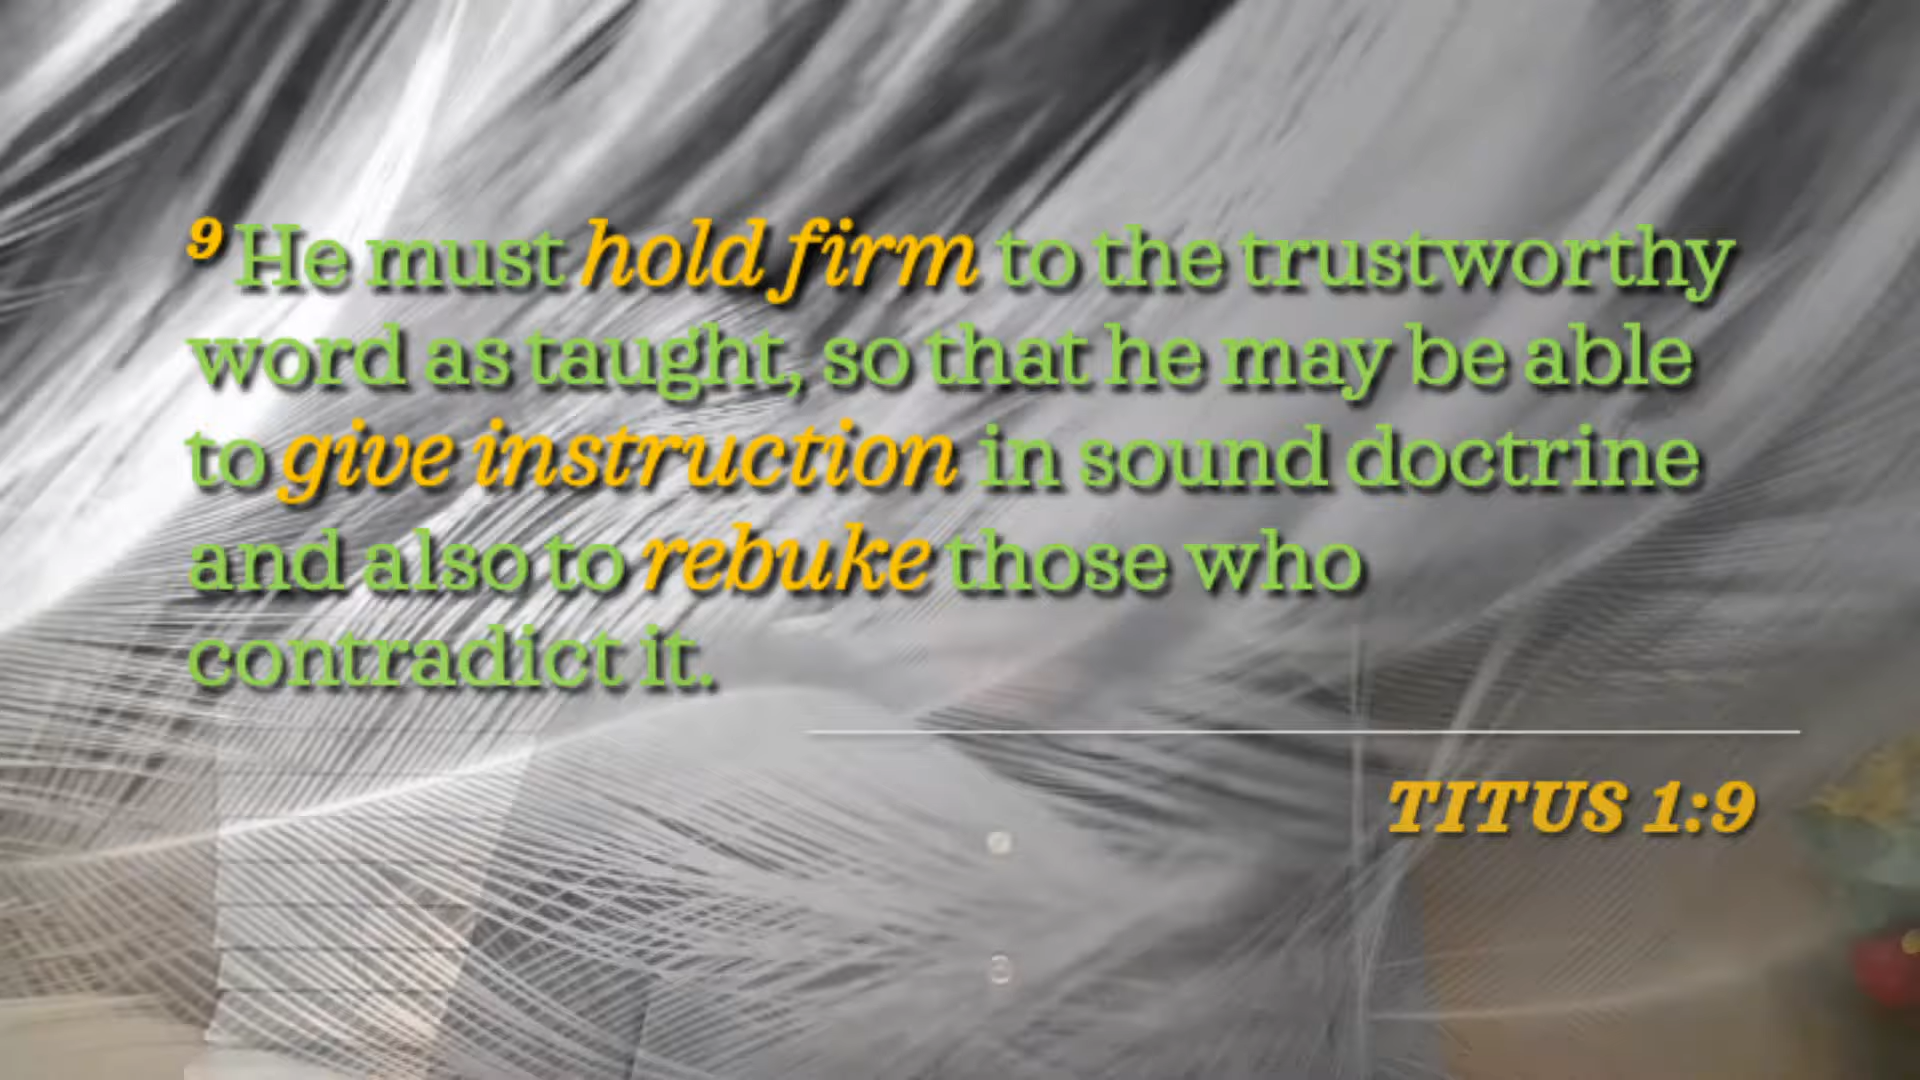 9 He must hold firm to the trustworthy
word as taught, so that he may be able
to give instruction in sound doctrine
and also to rebuke those who
contradict it.
TITUS 1:9